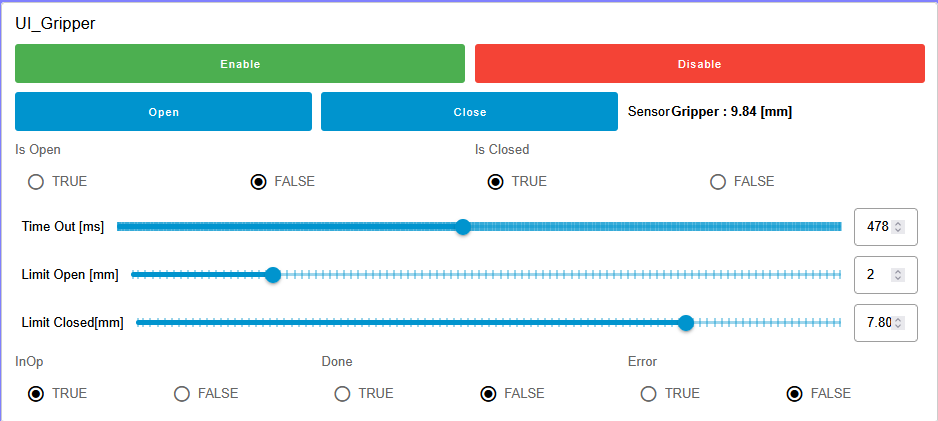 UI_Gripper
Enable Disable
Open Close SensorGripper : 9.84 [mm]
Is Open Is Closed
TRUE FALSE TRUE FALSE
Time Out [ms] 478
Limit Open [mm] 2
Limit Closed[mm] 7.80
InOp Done Error
TRUE FALSE TRUE FALSE TRUE FALSE